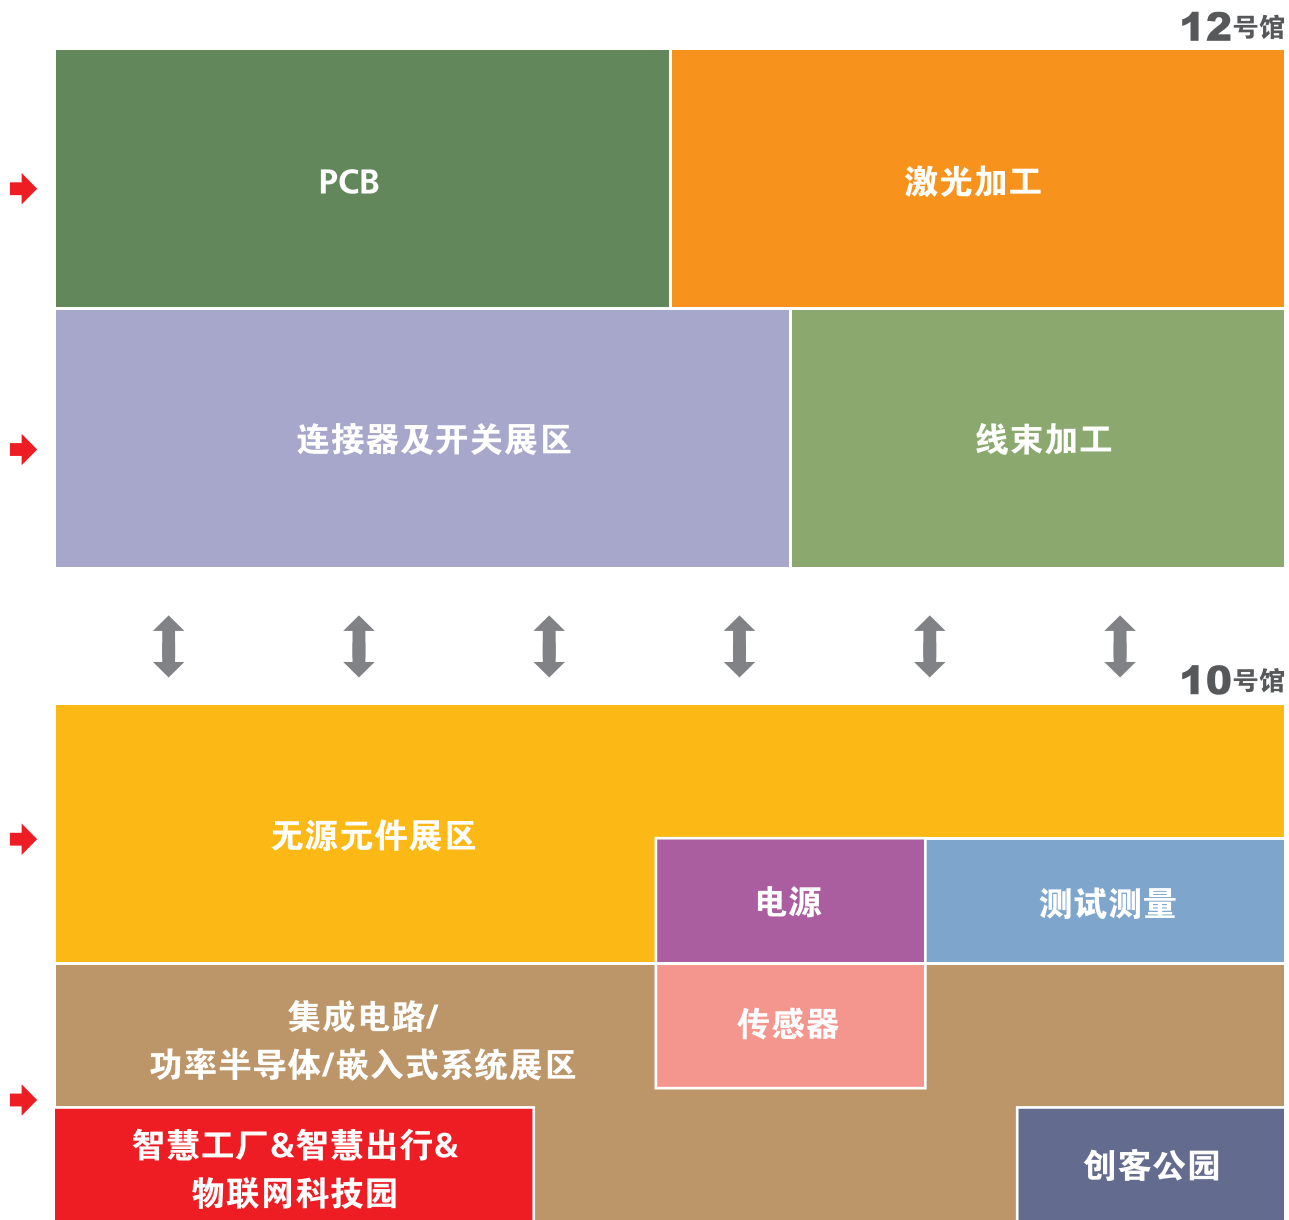 12号馆
PCB
激光加工
连接器及开关展区
线束加工
10号馆
无源元件展区
电源
测试测量
集成电路/
功率半导体/嵌入式系统展区
传感器
智慧工厂&智慧出行&
物联网科技园
创客公园